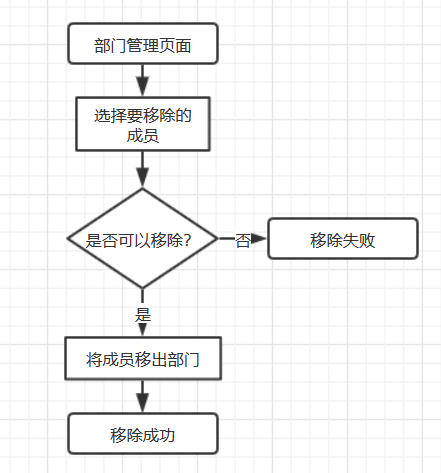 部门管理页面
选择要移除的
成员
是否可以移除？
否
移除失败
是
将成员移出部门
移除成功